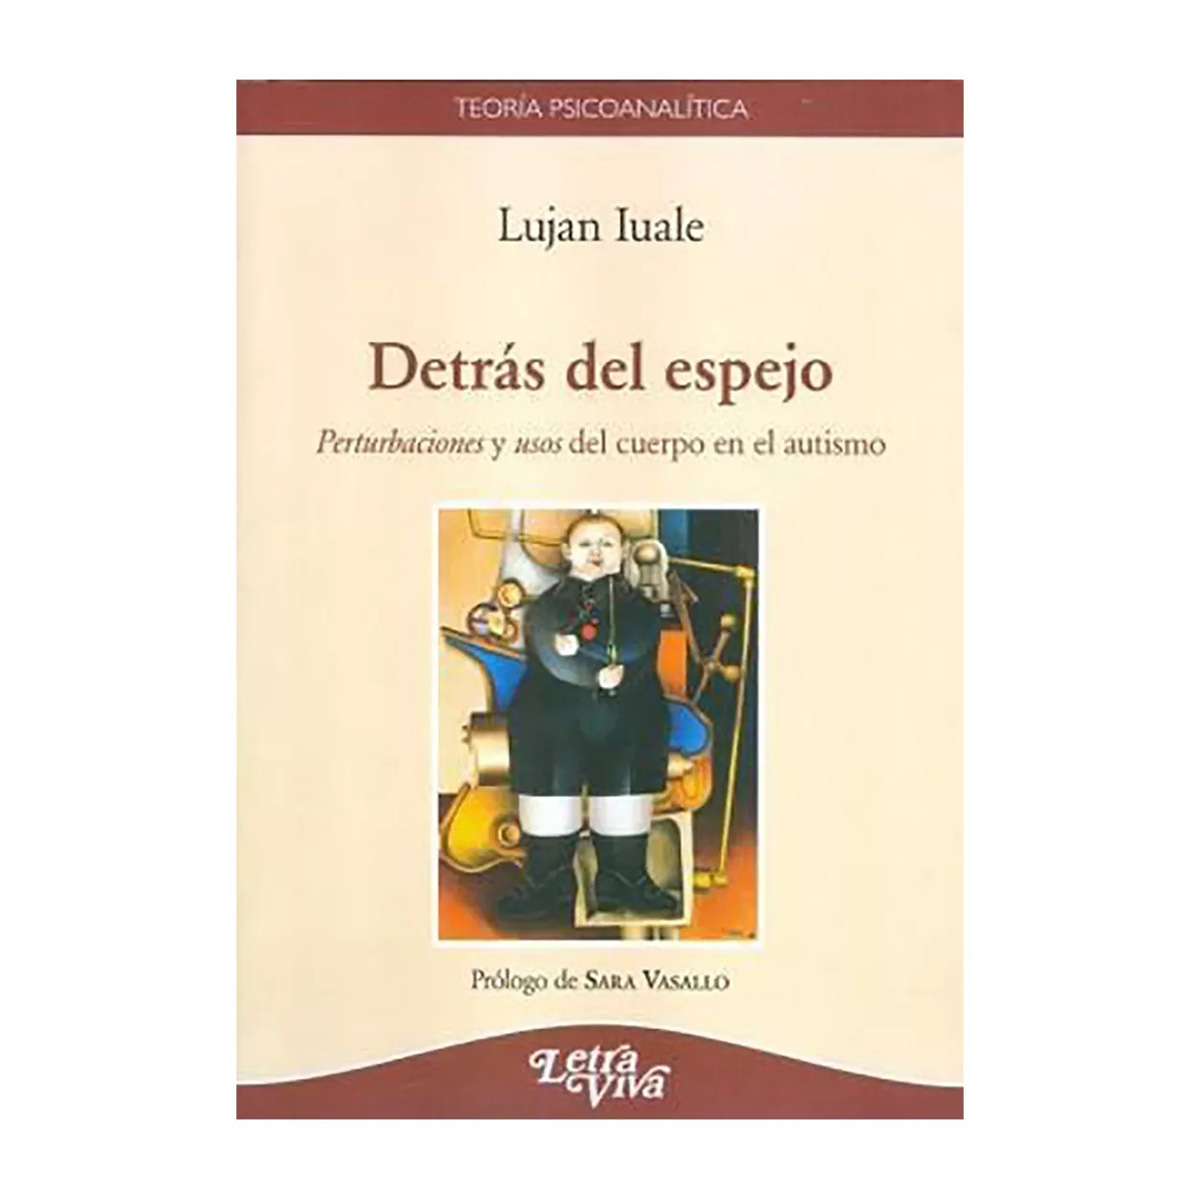 TEORÍA PSICOANALÍTICA
Lujan Iuale
Detrás del espejo
Perturbaciones y usos del cuerpo en el autismo
Prólogo de SARA VASALLO
Letra
Viva